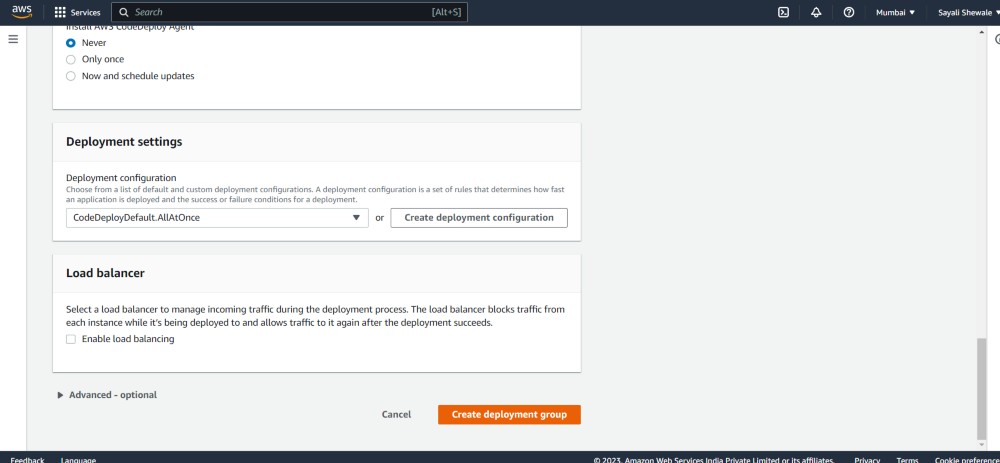 aws
Services
Search
[Alt+S]
Mumbai ▼
Sayali Shewale ▼
Install AWS CodeDeploy Agent
Never
Only once
Now and schedule updates
Deployment settings
Deployment configuration
Choose from a list of default and custom deployment configurations. A deployment configuration is a set of rules that determines how fast
an application is deployed and the success or failure conditions for a deployment.
CodeDeployDefault.AllAtOnce
or
Create deployment configuration
Load balancer
Select a load balancer to manage incoming traffic during the deployment process. The load balancer blocks traffic from
each instance while it's being deployed to and allows traffic to it again after the deployment succeeds.
Enable load balancing
Advanced - optional
Cancel
Create deployment group
Feedback
Language
© 2023, Amazon Web Services India Private Limited or its affiliates.
Privacy
Terms
Cookie preference